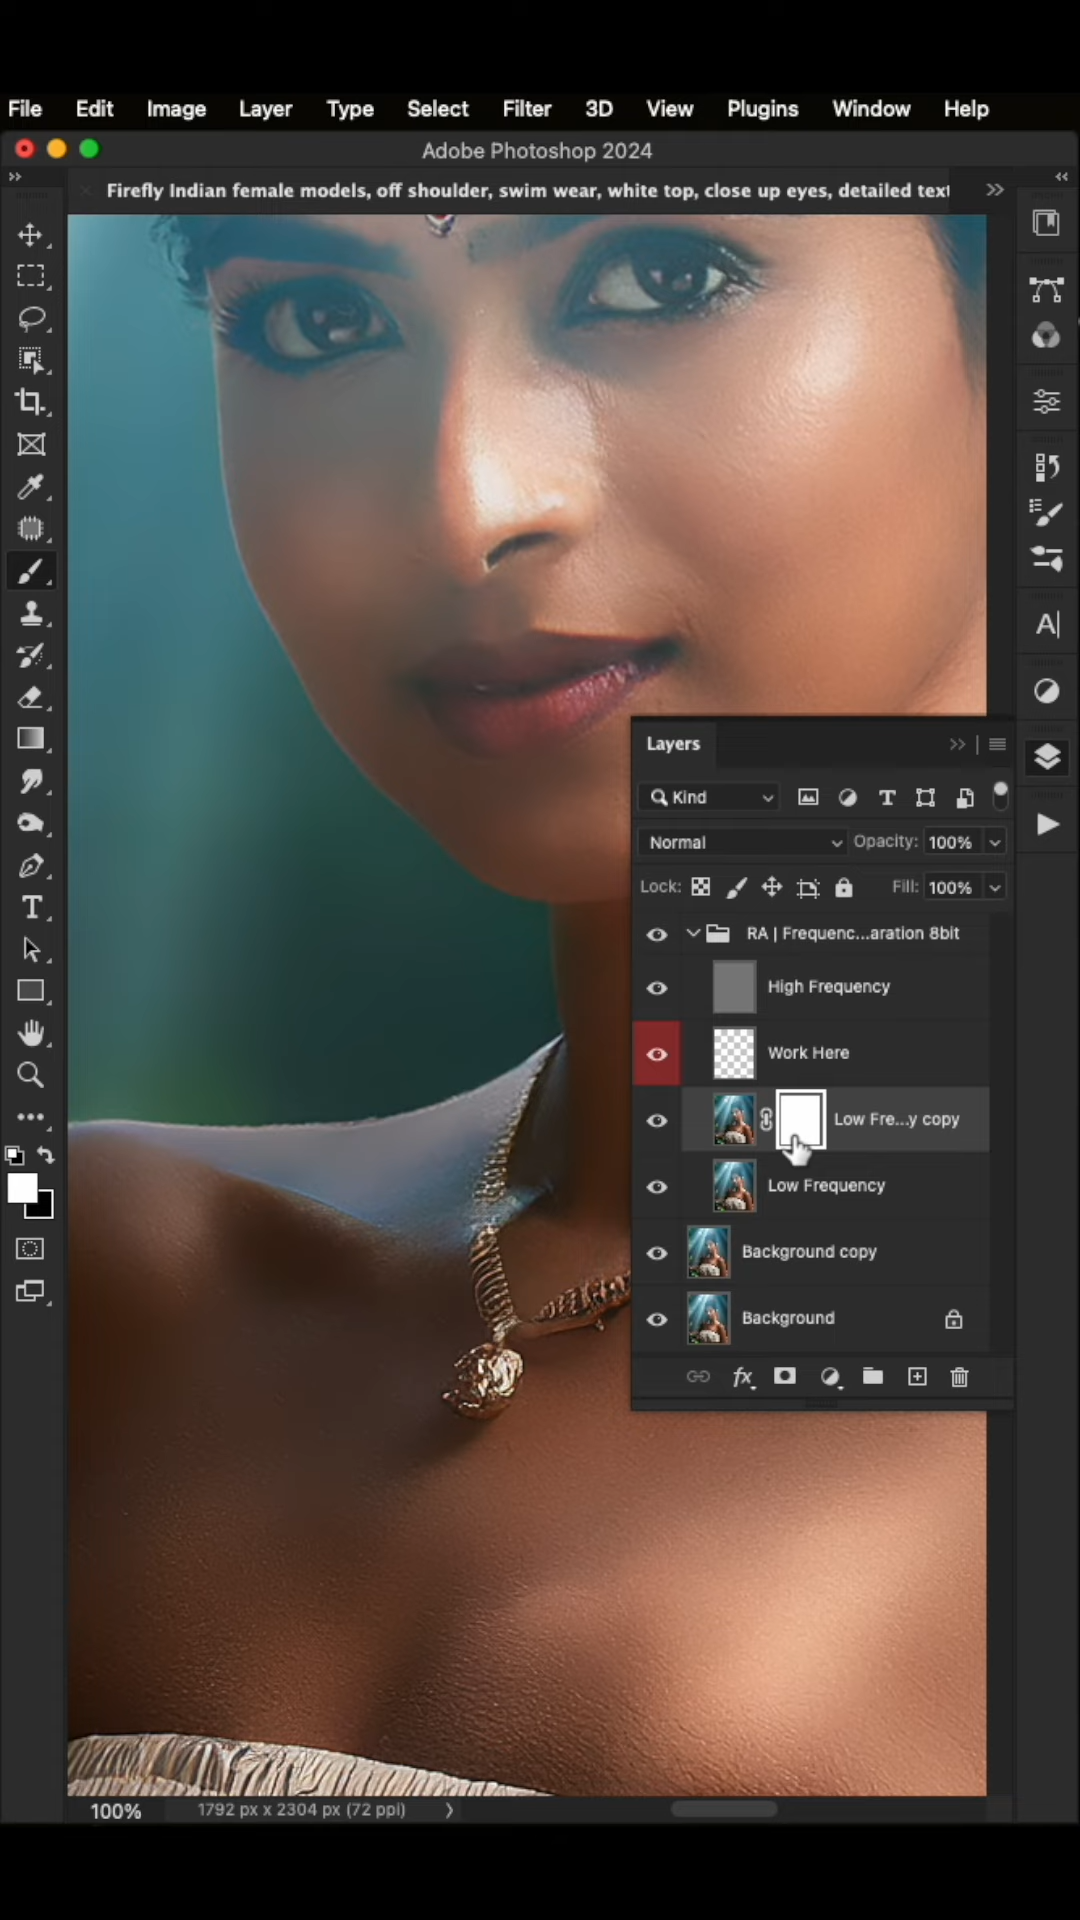 File Edit Image Layer Type Select Filter 3D View Plugins Window Help
Adobe Photoshop 2024
Firefly Indian female models, off shoulder, swim wear, white top, close up eyes, detailed text
Layers
Kind
Normal Opacity: 100%
Lock: Fill: 100%
RA | Frequenc...aration 8bit
High Frequency
Work Here
Low Fre...y copy
Low Frequency
Background copy
Background
fx
100% 1792 px x 2304 px (72 ppi)